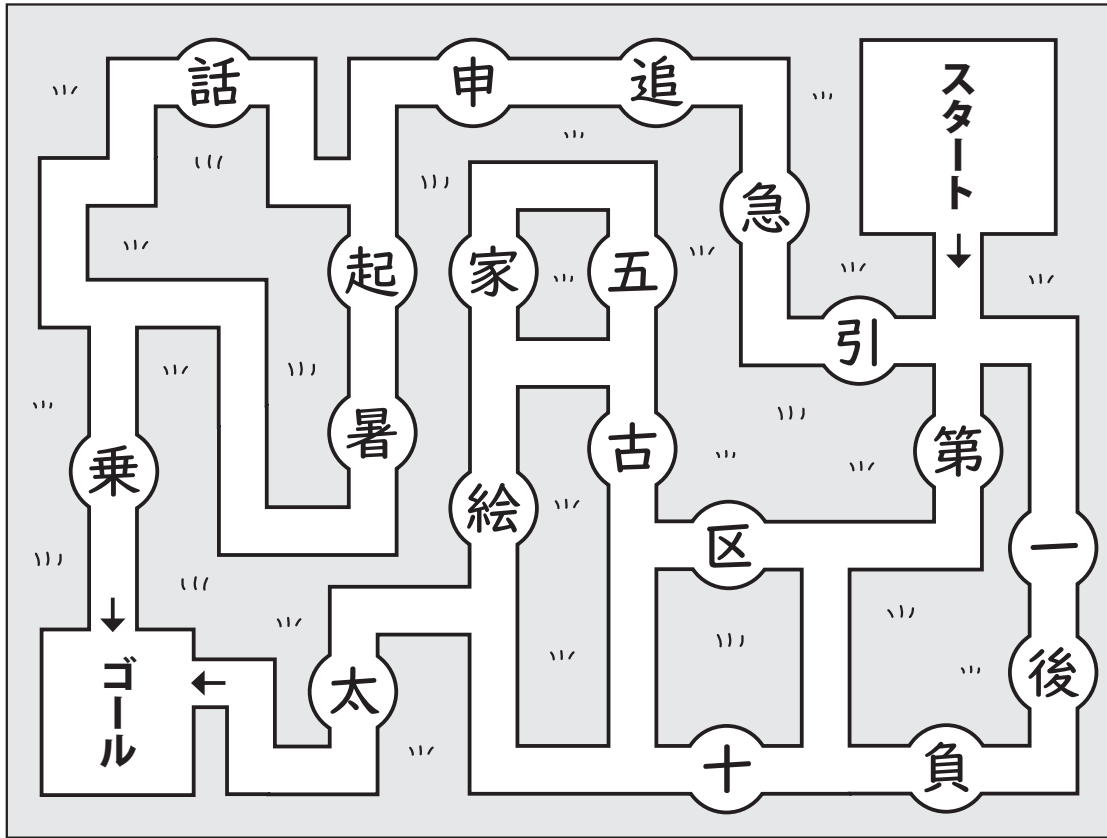 スタート
話
申
追
急
起
家
五
引
暑
古
第
乗
絵
区
一
太
後
ゴール
十
負